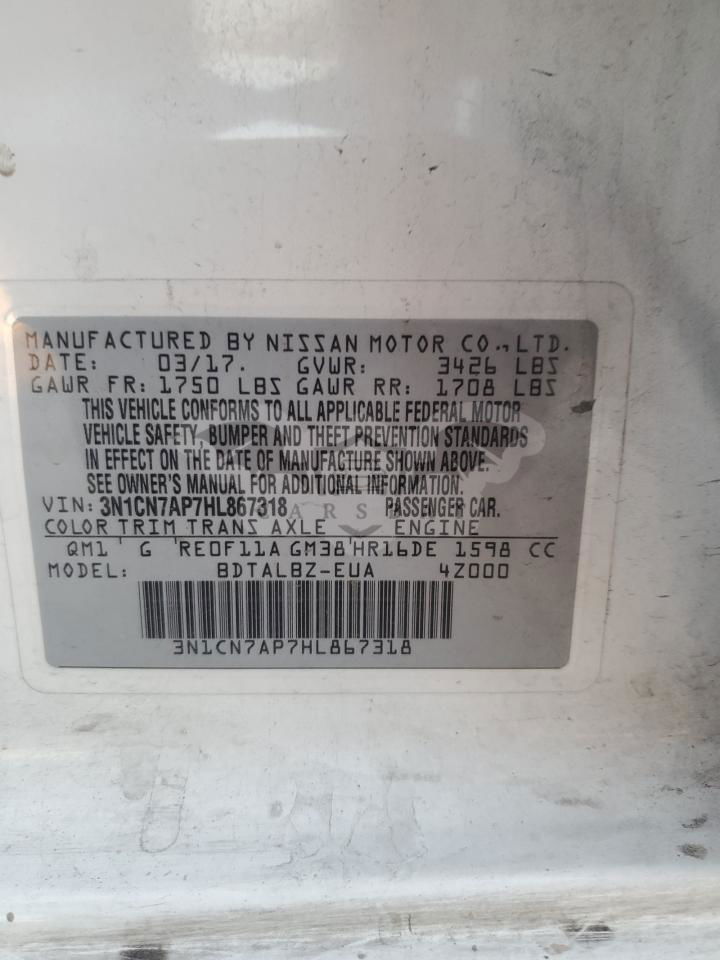 MANUFACTURED BY NISSAN MOTOR CO., LTD.
DATE: 03/17. GVWR: 3426 LBS
GAWR FR: 1750 LBS GAWR RR: 1708 LBS
THIS VEHICLE CONFORMS TO ALL APPLICABLE FEDERAL MOTOR
VEHICLE SAFETY, BUMPER AND THEFT PREVENTION STANDARDS
IN EFFECT ON THE DATE OF MANUFACTURE SHOWN ABOVE.
SEE OWNER'S MANUAL FOR ADDITIONAL INFORMATION.
VIN: 3N1CN7AP7HL867318 PASSENGER CAR.
CARS
COLOR TRIM TRANS AXLE ENGINE
QM1 G RE0F11A GM38 HR16DE 1598 CC
MODEL: BDTALBZ-EUA 4Z000
3N1CN7AP7HL867318